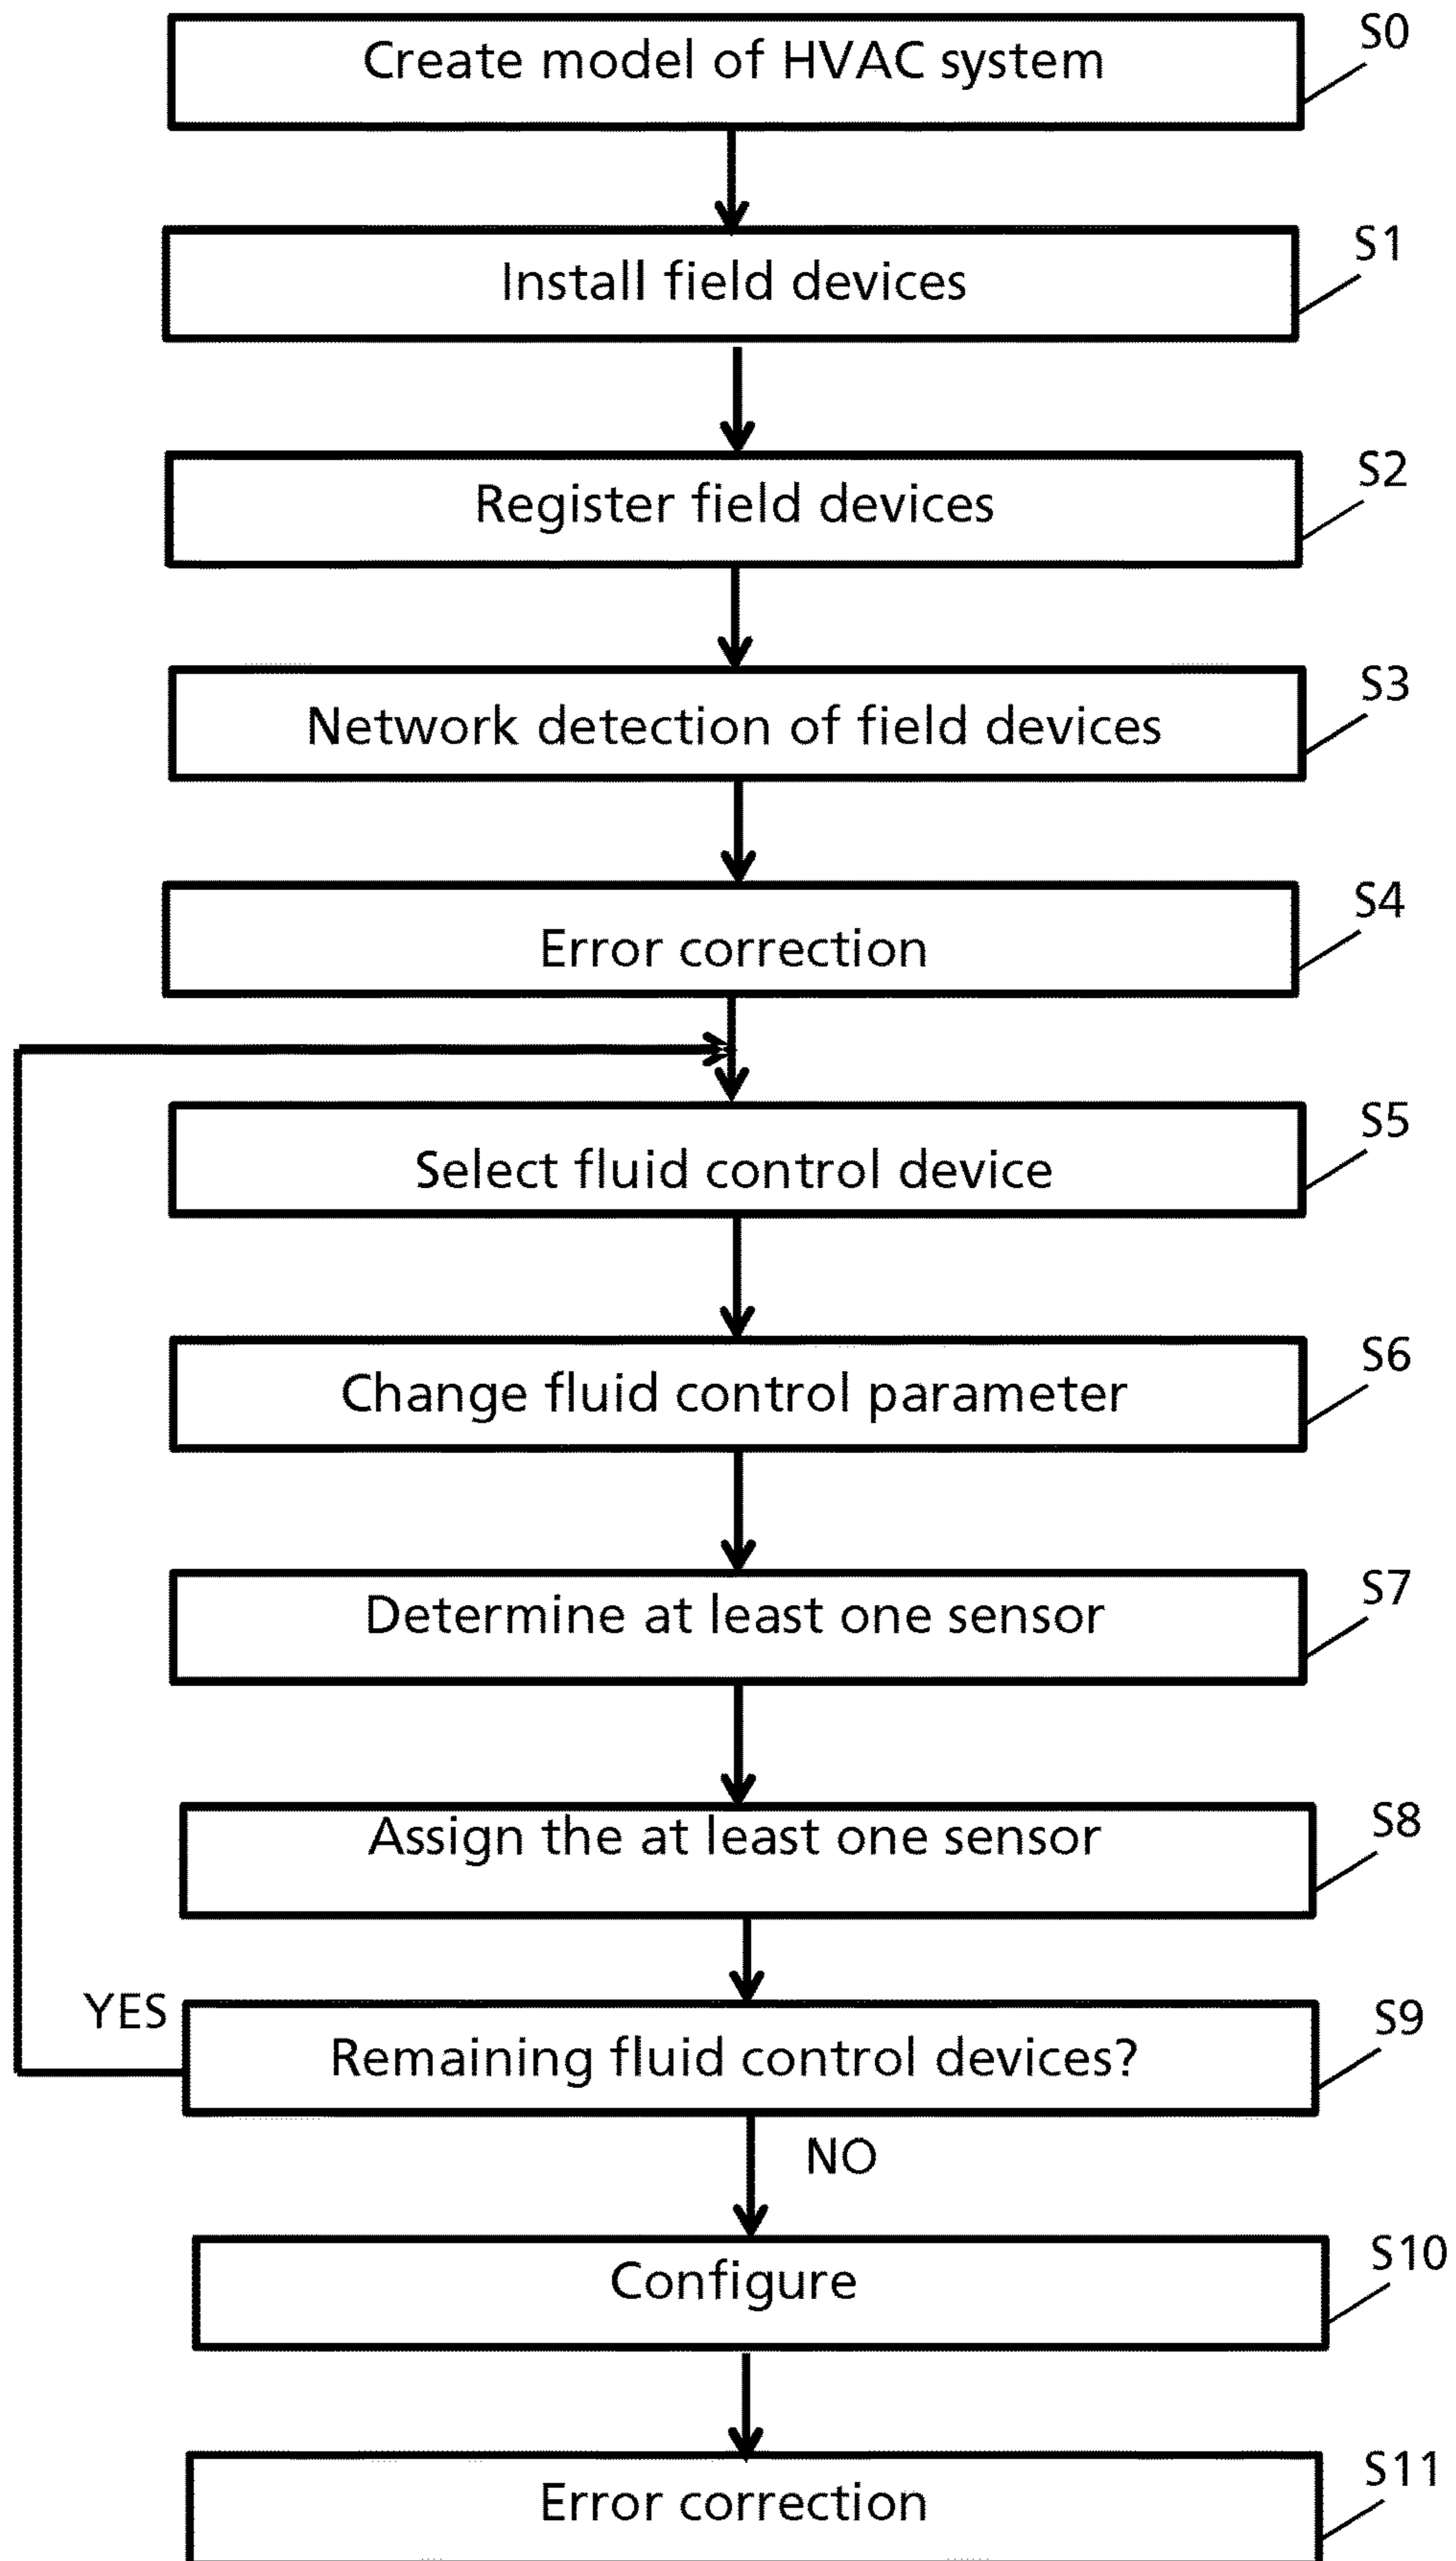 Create model of HVAC system
S0
Install field devices
S1
Register field devices
S2
Network detection of field devices
S3
Error correction
S4
Select fluid control device
S5
Change fluid control parameter
S6
Determine at least one sensor
S7
Assign the at least one sensor
S8
YES
Remaining fluid control devices?
S9
NO
Configure
S10
Error correction
S11